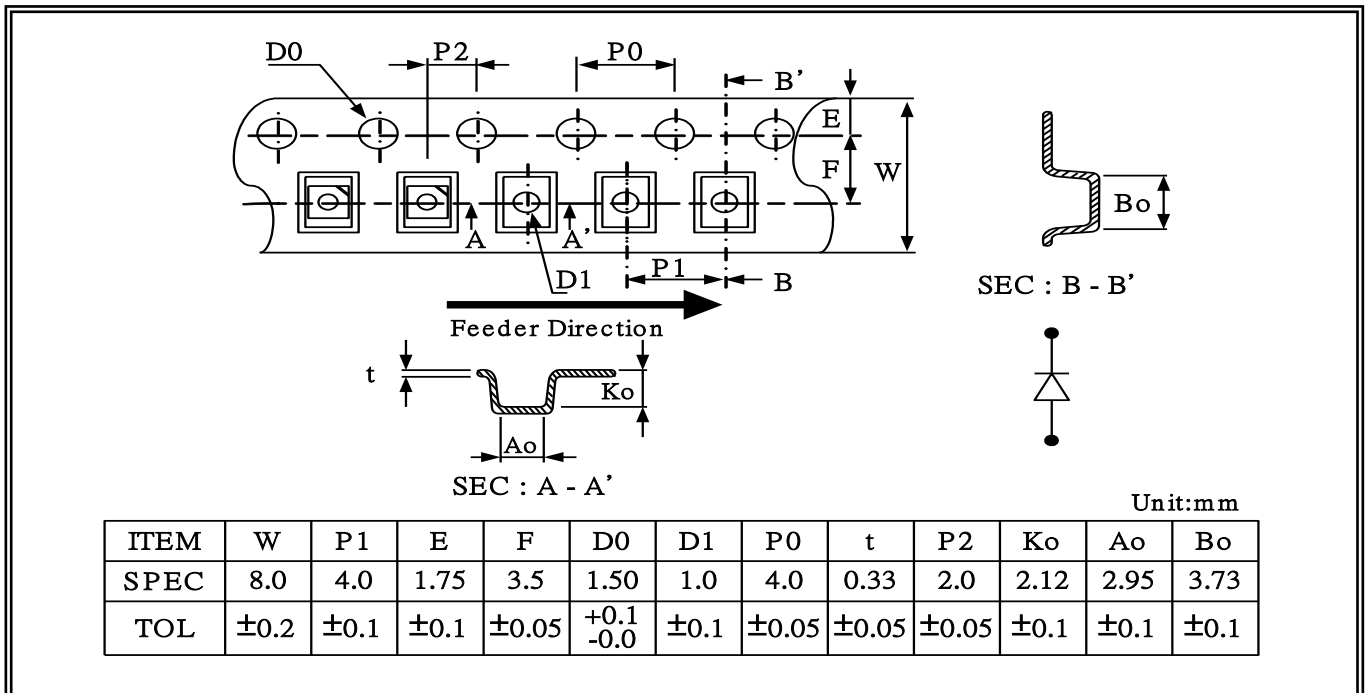 D0
P2
P0
B’
E
F
W
A
A’
D1
P1
B
Bo
SEC : B - B’
Feeder Direction
t
Ko
Ao
SEC : A - A’
Unit:mm
ITEM W P1 E F D0 D1 P0 t P2 Ko Ao Bo
SPEC 8.0 4.0 1.75 3.5 1.50 1.0 4.0 0.33 2.0 2.12 2.95 3.73
TOL ±0.2 ±0.1 ±0.1 ±0.05 +0.1 -0.0 ±0.1 ±0.05 ±0.05 ±0.05 ±0.1 ±0.1 ±0.1